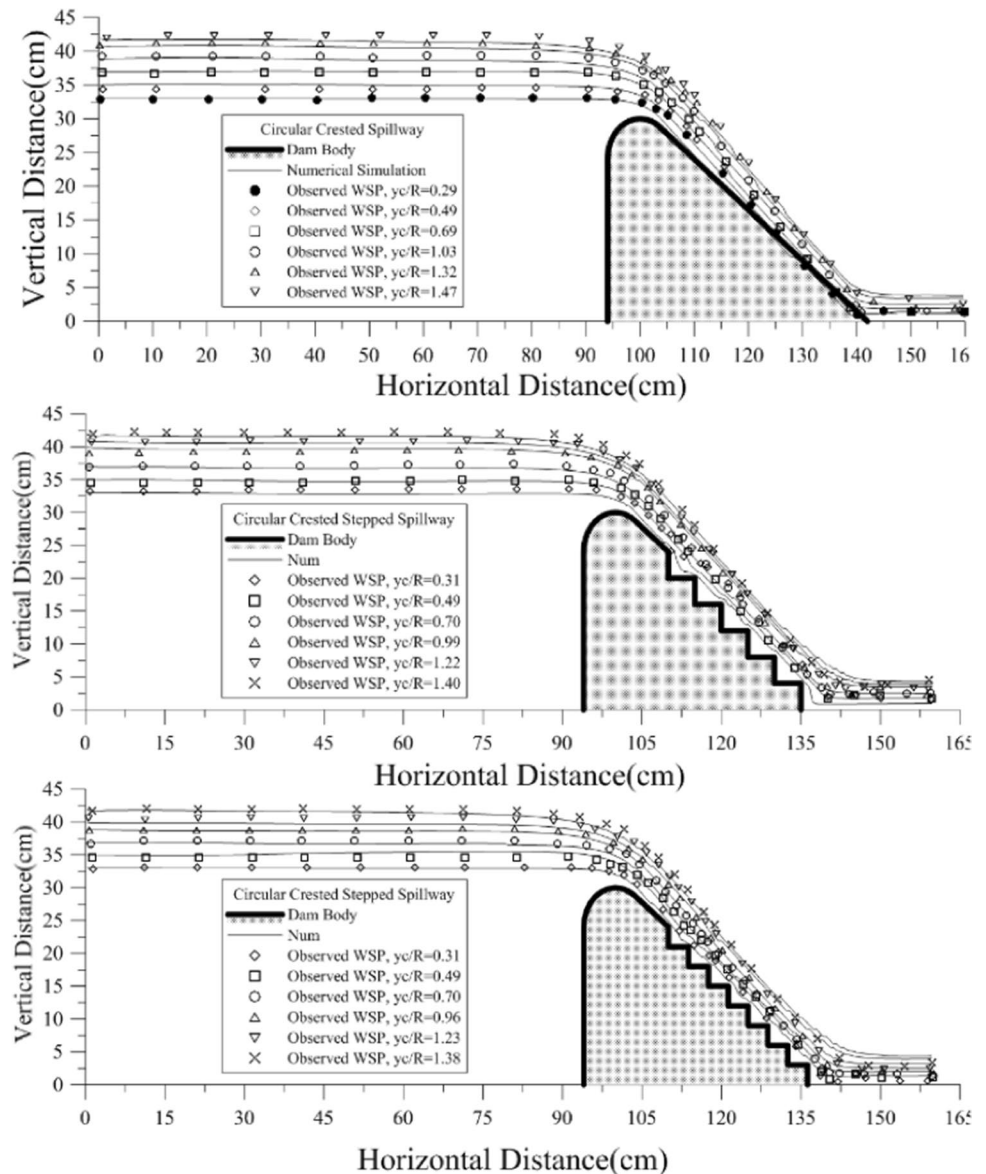 45
40
35
30
25
20
15
10
5
0
Vertical Distance(cm)
Circular Crested Spillway
Dam Body
Numerical Simulation
Observed WSP, yc/R=0.29
Observed WSP, yc/R=0.49
Observed WSP, yc/R=0.69
Observed WSP, yc/R=1.03
Observed WSP, yc/R=1.32
Observed WSP, yc/R=1.47
0 10 20 30 40 50 60 70 80 90 100 110 120 130 140 150 160
Horizontal Distance(cm)
45
40
35
30
25
20
15
10
5
0
Vertical Distance(cm)
Circular Crested Stepped Spillway
Dam Body
Num
Observed WSP, yc/R=0.31
Observed WSP, yc/R=0.49
Observed WSP, yc/R=0.70
Observed WSP, yc/R=0.99
Observed WSP, yc/R=1.22
Observed WSP, yc/R=1.40
0 15 30 45 60 75 90 105 120 135 150 165
Horizontal Distance(cm)
45
40
35
30
25
20
15
10
5
0
Vertical Distance(cm)
Circular Crested Stepped Spillway
Dam Body
Num
Observed WSP, yc/R=0.31
Observed WSP, yc/R=0.49
Observed WSP, yc/R=0.70
Observed WSP, yc/R=0.96
Observed WSP, yc/R=1.23
Observed WSP, yc/R=1.38
0 15 30 45 60 75 90 105 120 135 150 165
Horizontal Distance(cm)